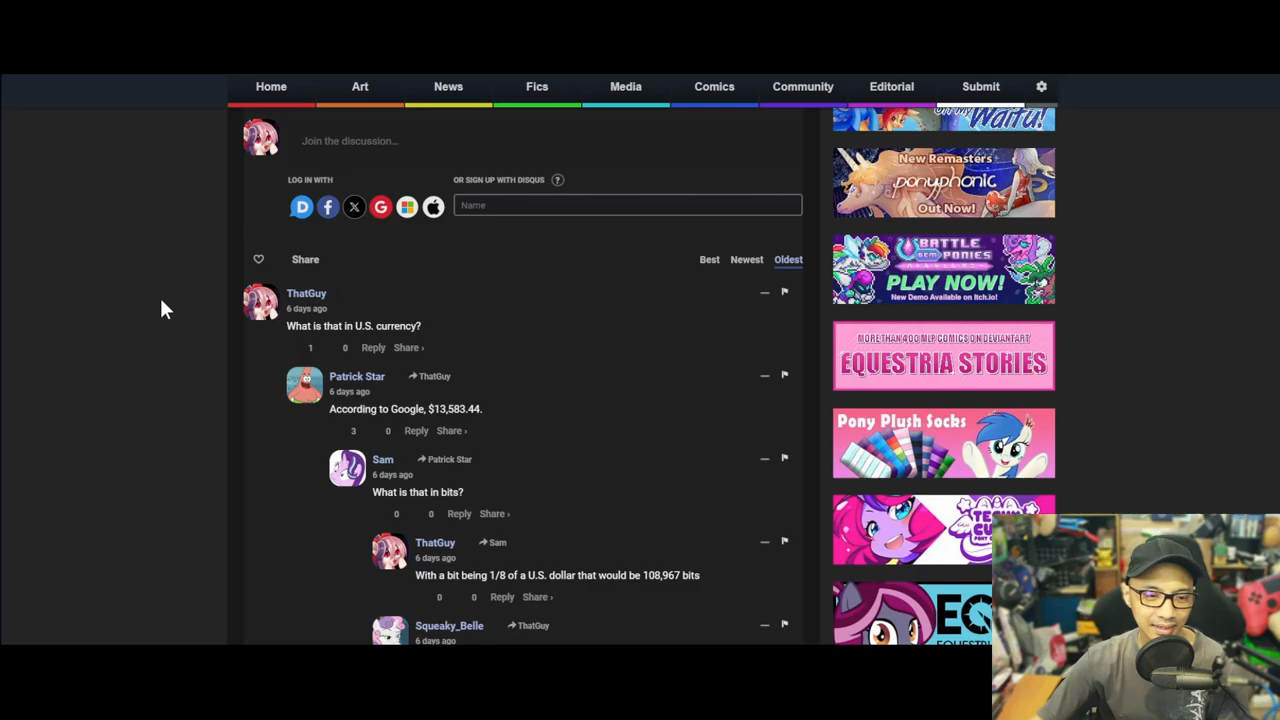 Home
Art
News
Fics
Media
Comics
Community
Editorial
Submit
Join the discussion...
LOG IN WITH
OR SIGN UP WITH DISQUS ?
Name
Share
Best
Newest
Oldest
ThatGuy
6 days ago
What is that in U.S. currency?
1 0 Reply Share ›
Patrick Star ThatGuy
6 days ago
According to Google, $13,583.44.
3 0 Reply Share ›
Sam Patrick Star
6 days ago
What is that in bits?
0 0 Reply Share ›
ThatGuy Sam
6 days ago
With a bit being 1/8 of a U.S. dollar that would be 108,967 bits
0 0 Reply Share ›
Squeaky_Belle ThatGuy
6 days ago
Waifu!
New Remasters
ponyphonic
Out Now!
BATTLE
GEM PONIES
PLAY NOW!
New Demo Available on Itch.io!
MORE THAN 400 MLP COMICS ON DEVIANTART
EQUESTRIA STORIES
Pony Plush Socks